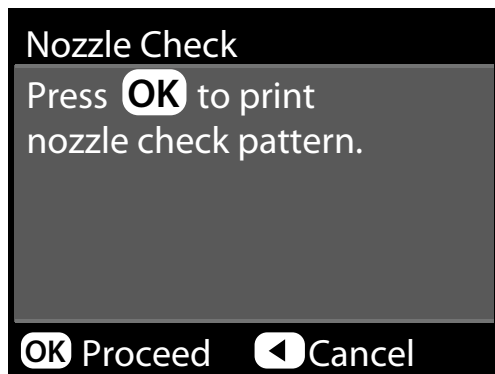 Nozzle Check
Press OK to print
nozzle check pattern.
OK Proceed Cancel